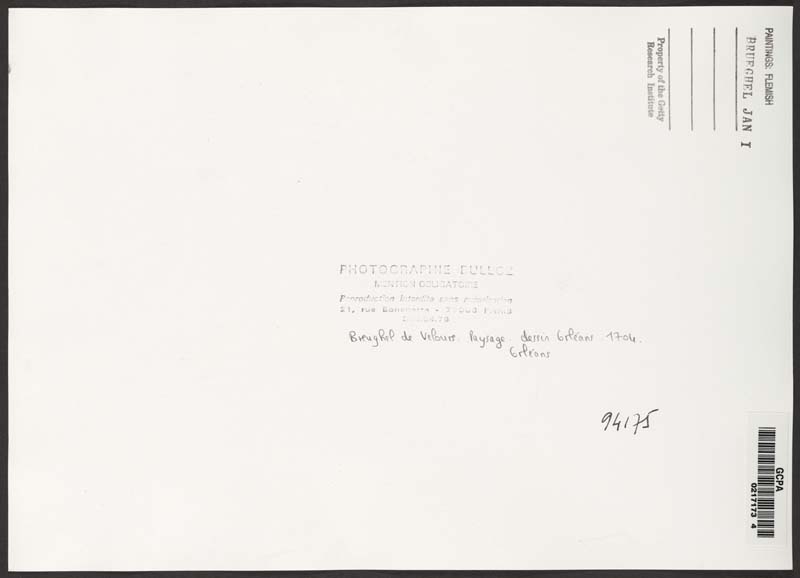 PAINTINGS: FLEMISH
BRUEGHEL JAN I
Property of the Getty
Research Institute
PHOTOGRAPHIE BULLOZ
MENTION OBLIGATOIRE
Reproduction interdite sans autorisation
21, rue Bonaparte - 75006 PARIS
Breughel de Velours. Paysage. dessin Orléans. 1704.
Orléans
94175
GCPA
0217173 4